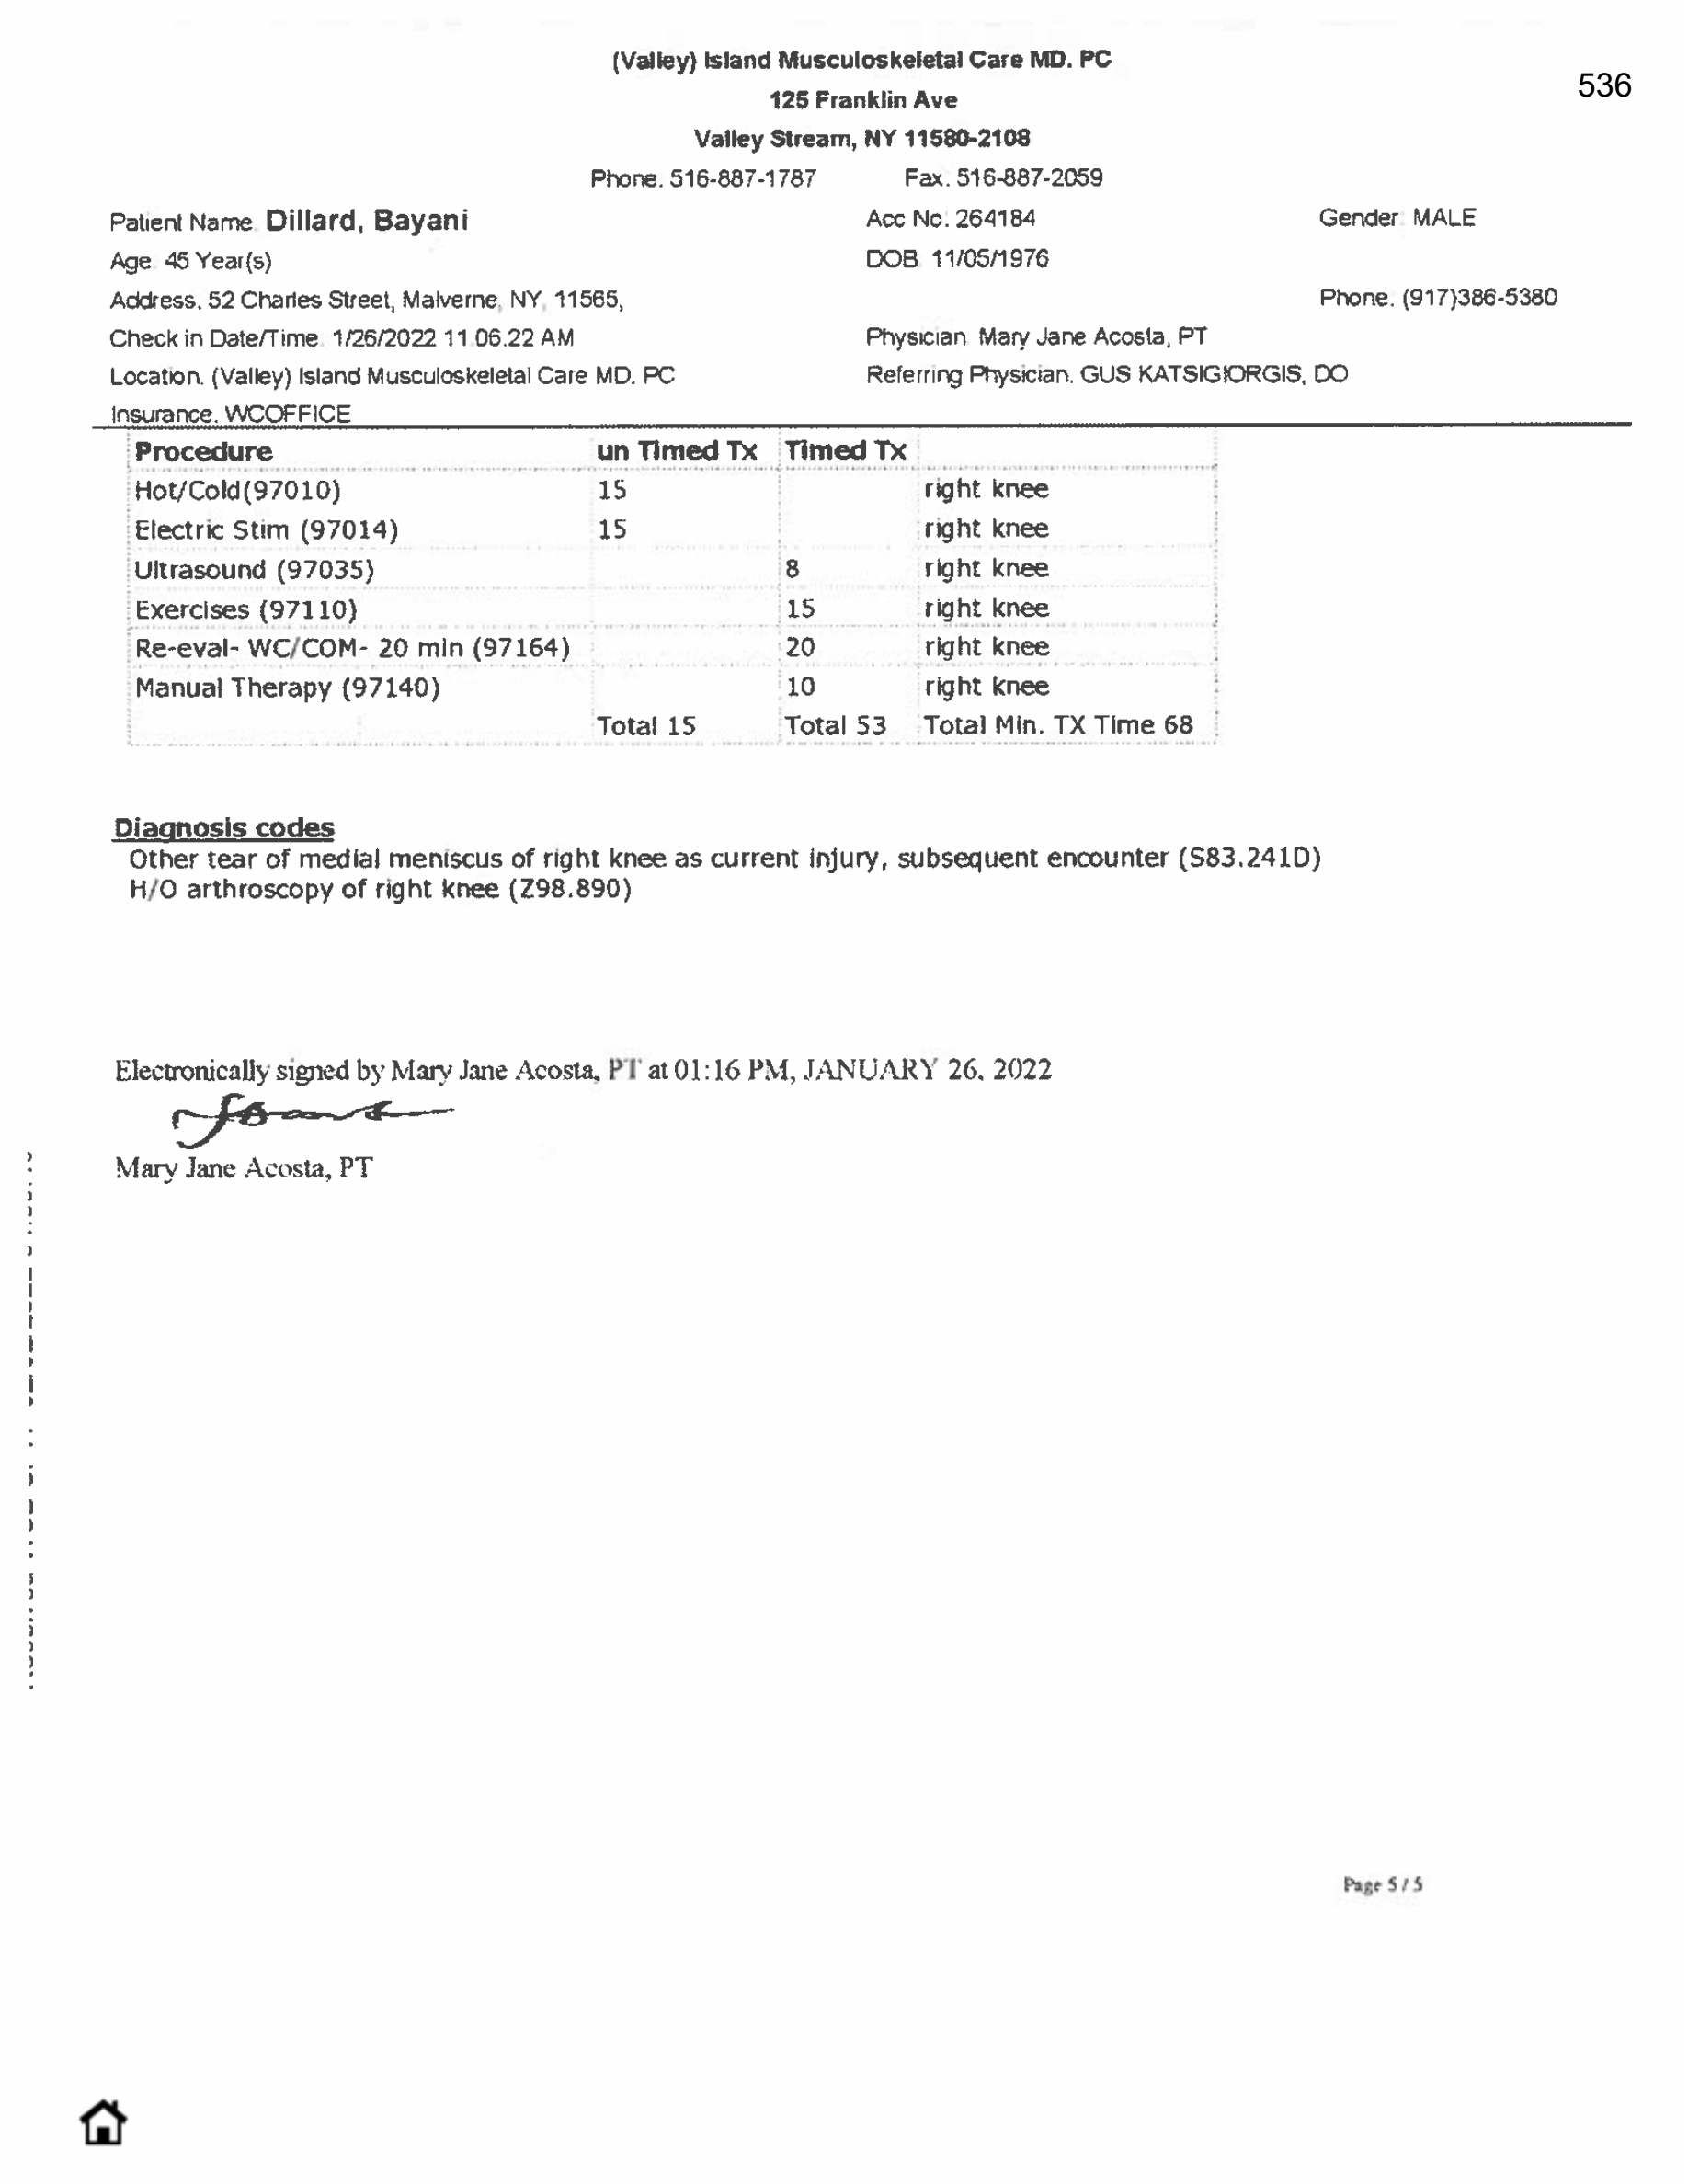 (Valley) Island Musculoskeletal Care MD. PC
536
125 Franklin Ave
Valley Stream, NY 11580-2108
Phone. 516-887-1787 Fax. 516-887-2059
Patient Name. Dillard, Bayani Acc No: 264184 Gender: MALE
Age. 45 Year(s) DOB 11/05/1976
Address. 52 Charles Street, Malverne, NY, 11565, Phone. (917)386-5380
Check in Date/Time. 1/26/2022 11.06.22 AM Physician Mary Jane Acosta, PT
Location. (Valley) Island Musculoskeletal Care MD. PC Referring Physician. GUS KATSIGIORGIS, DO
Insurance. WCOFFICE
Procedure un Timed Tx Timed Tx
Hot/Cold(97010) 15 right knee
Electric Stim (97014) 15 right knee
Ultrasound (97035) 8 right knee
Exercises (97110) 15 right knee
Re-eval- WC/COM- 20 min (97164) 20 right knee
Manual Therapy (97140) 10 right knee
Total 15 Total 53 Total Min. TX Time 68
Diagnosis codes
Other tear of medial meniscus of right knee as current injury, subsequent encounter (S83.241D)
H/O arthroscopy of right knee (Z98.890)
Electronically signed by Mary Jane Acosta, PT at 01:16 PM, JANUARY 26, 2022
Mary Jane Acosta, PT
Page 5 / 5